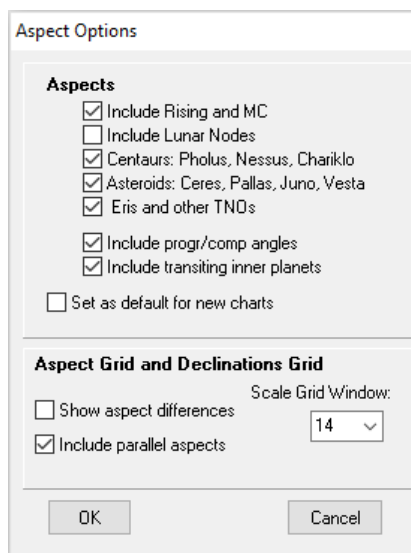 Aspect Options
Aspects
Include Rising and MC
Include Lunar Nodes
Centaurs: Pholus, Nessus, Chariklo
Asteroids: Ceres, Pallas, Juno, Vesta
Eris and other TNOs
Include progr/comp angles
Include transiting inner planets
Set as default for new charts
Aspect Grid and Declinations Grid
Scale Grid Window:
Show aspect differences
14
Include parallel aspects
OK
Cancel